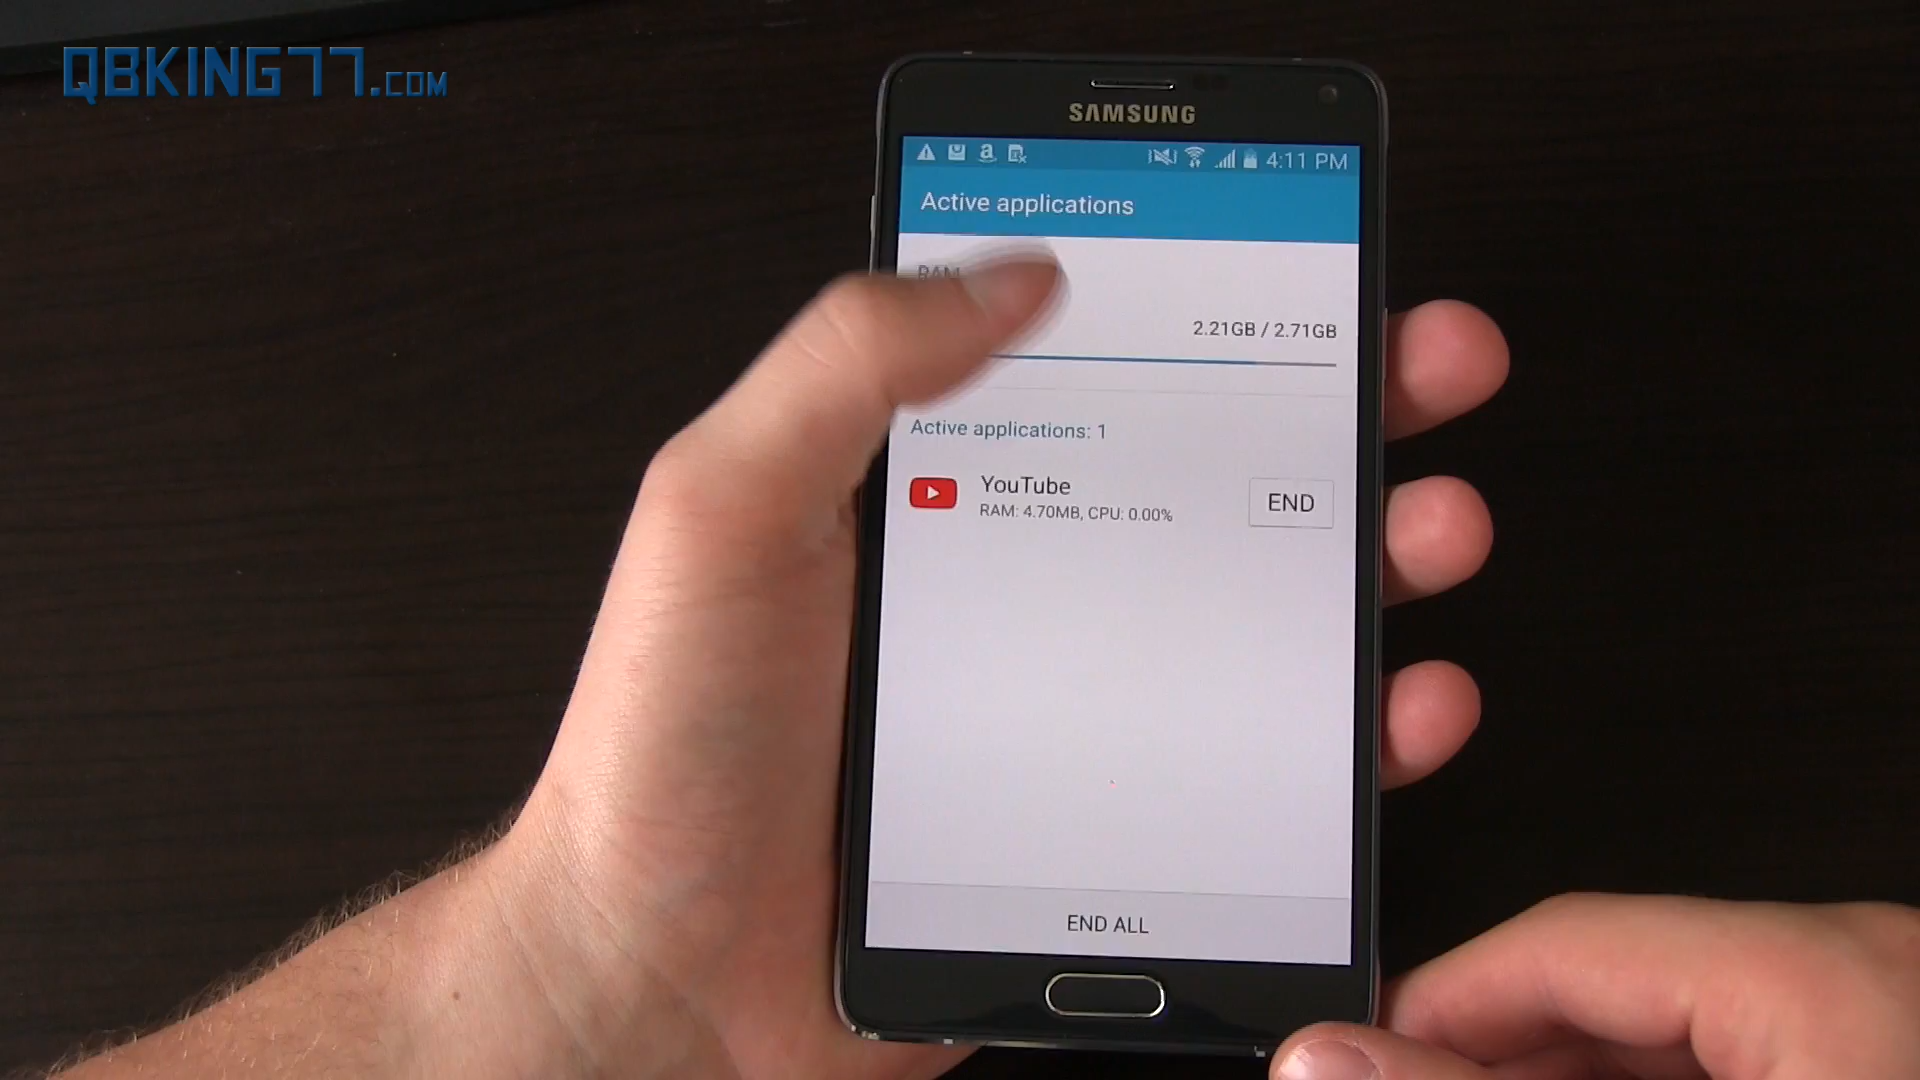 QBKING77.COM
SAMSUNG
4:11 PM
Active applications
RAM
2.21GB / 2.71GB
Active applications: 1
YouTube
END
RAM: 4.70MB, CPU: 0.00%
END ALL